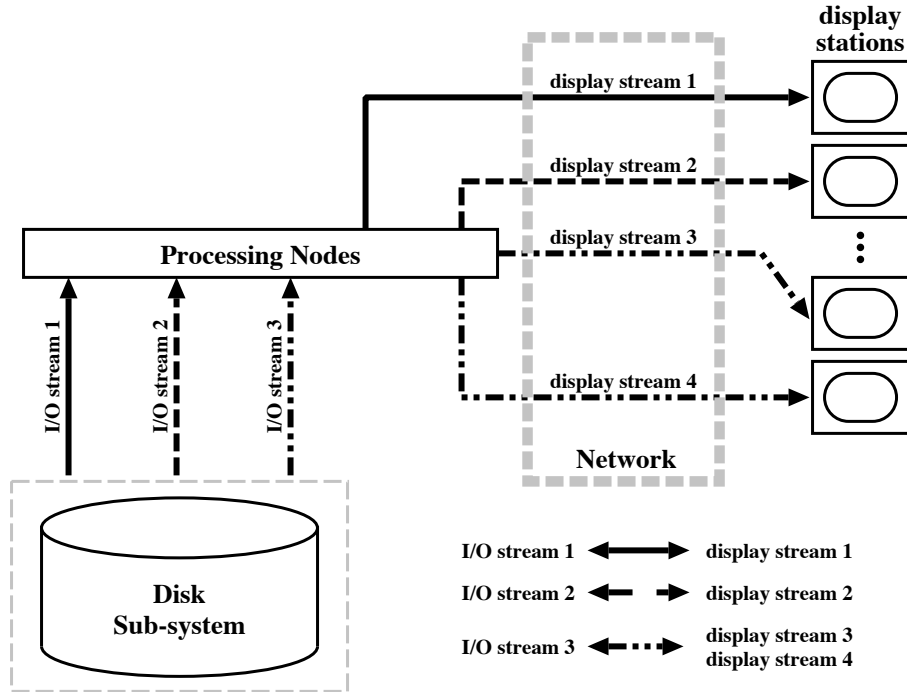 display
stations
display stream 1
display stream 2
display stream 3
Processing Nodes
I/O stream 1
I/O stream 2
I/O stream 3
display stream 4
Network
Disk
Sub-system
I/O stream 1 display stream 1
I/O stream 2 display stream 2
I/O stream 3 display stream 3
display stream 4